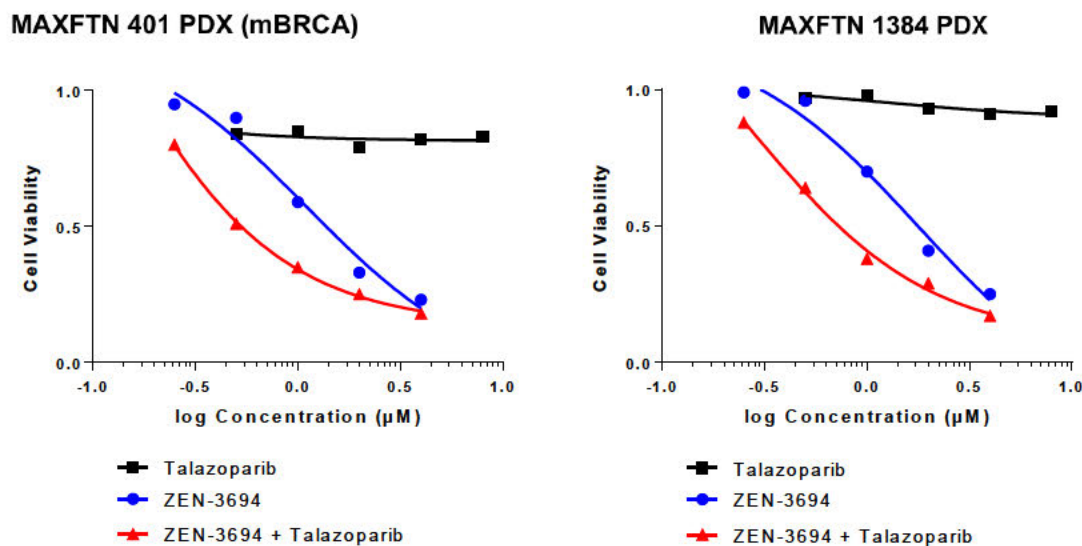 MAXFTN 401 PDX (mBRCA)
1.0
0.5
0.0
Cell Viability
-1.0 -0.5 0.0 0.5 1.0
log Concentration (µM)
Talazoparib
ZEN-3694
ZEN-3694 + Talazoparib
MAXFTN 1384 PDX
1.0
0.5
0.0
Cell Viability
-1.0 -0.5 0.0 0.5 1.0
log Concentration (µM)
Talazoparib
ZEN-3694
ZEN-3694 + Talazoparib